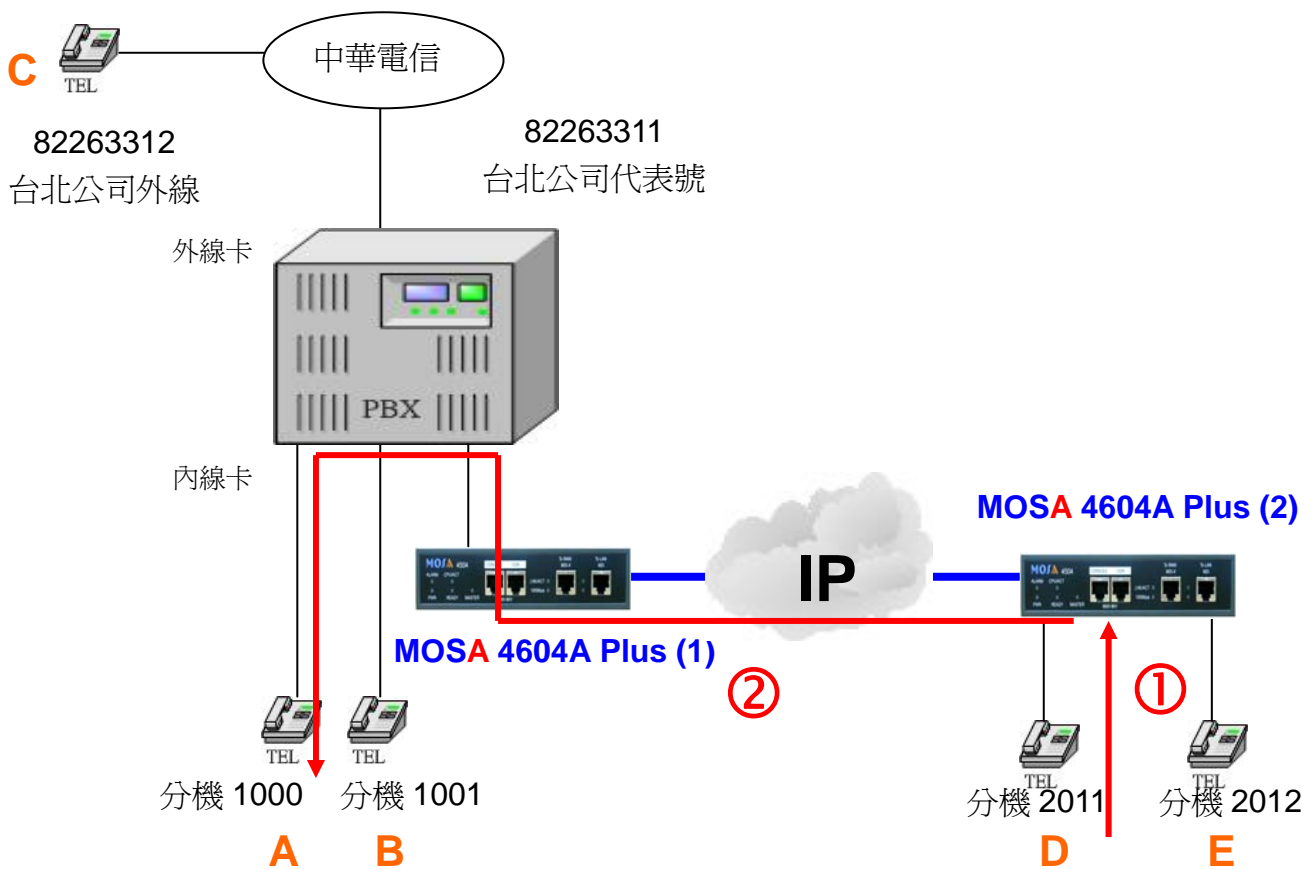 中華電信
C
TEL
82263312
台北公司外線
82263311
台北公司代表號
外線卡
PBX
內線卡
MOSA 4604A Plus (2)
IP
MOSA 4604A Plus (1)
②
①
TEL
TEL
TEL
TEL
分機 1000
分機 1001
分機 2011
分機 2012
A
B
D
E